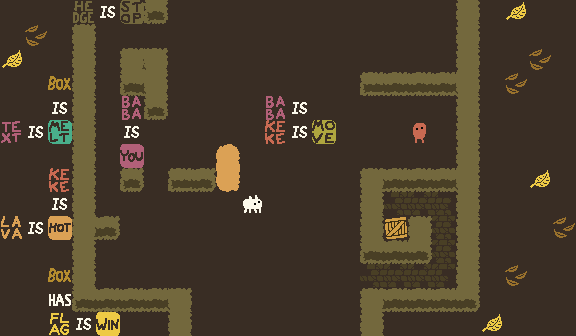 HEDGE IS STOP
BOX
IS
TEXT IS MELT
BABA
IS
YOU
BABA IS
KEKE IS MOVE
KEKE
IS
LAVA IS HOT
BOX
HAS
FLAG IS WIN